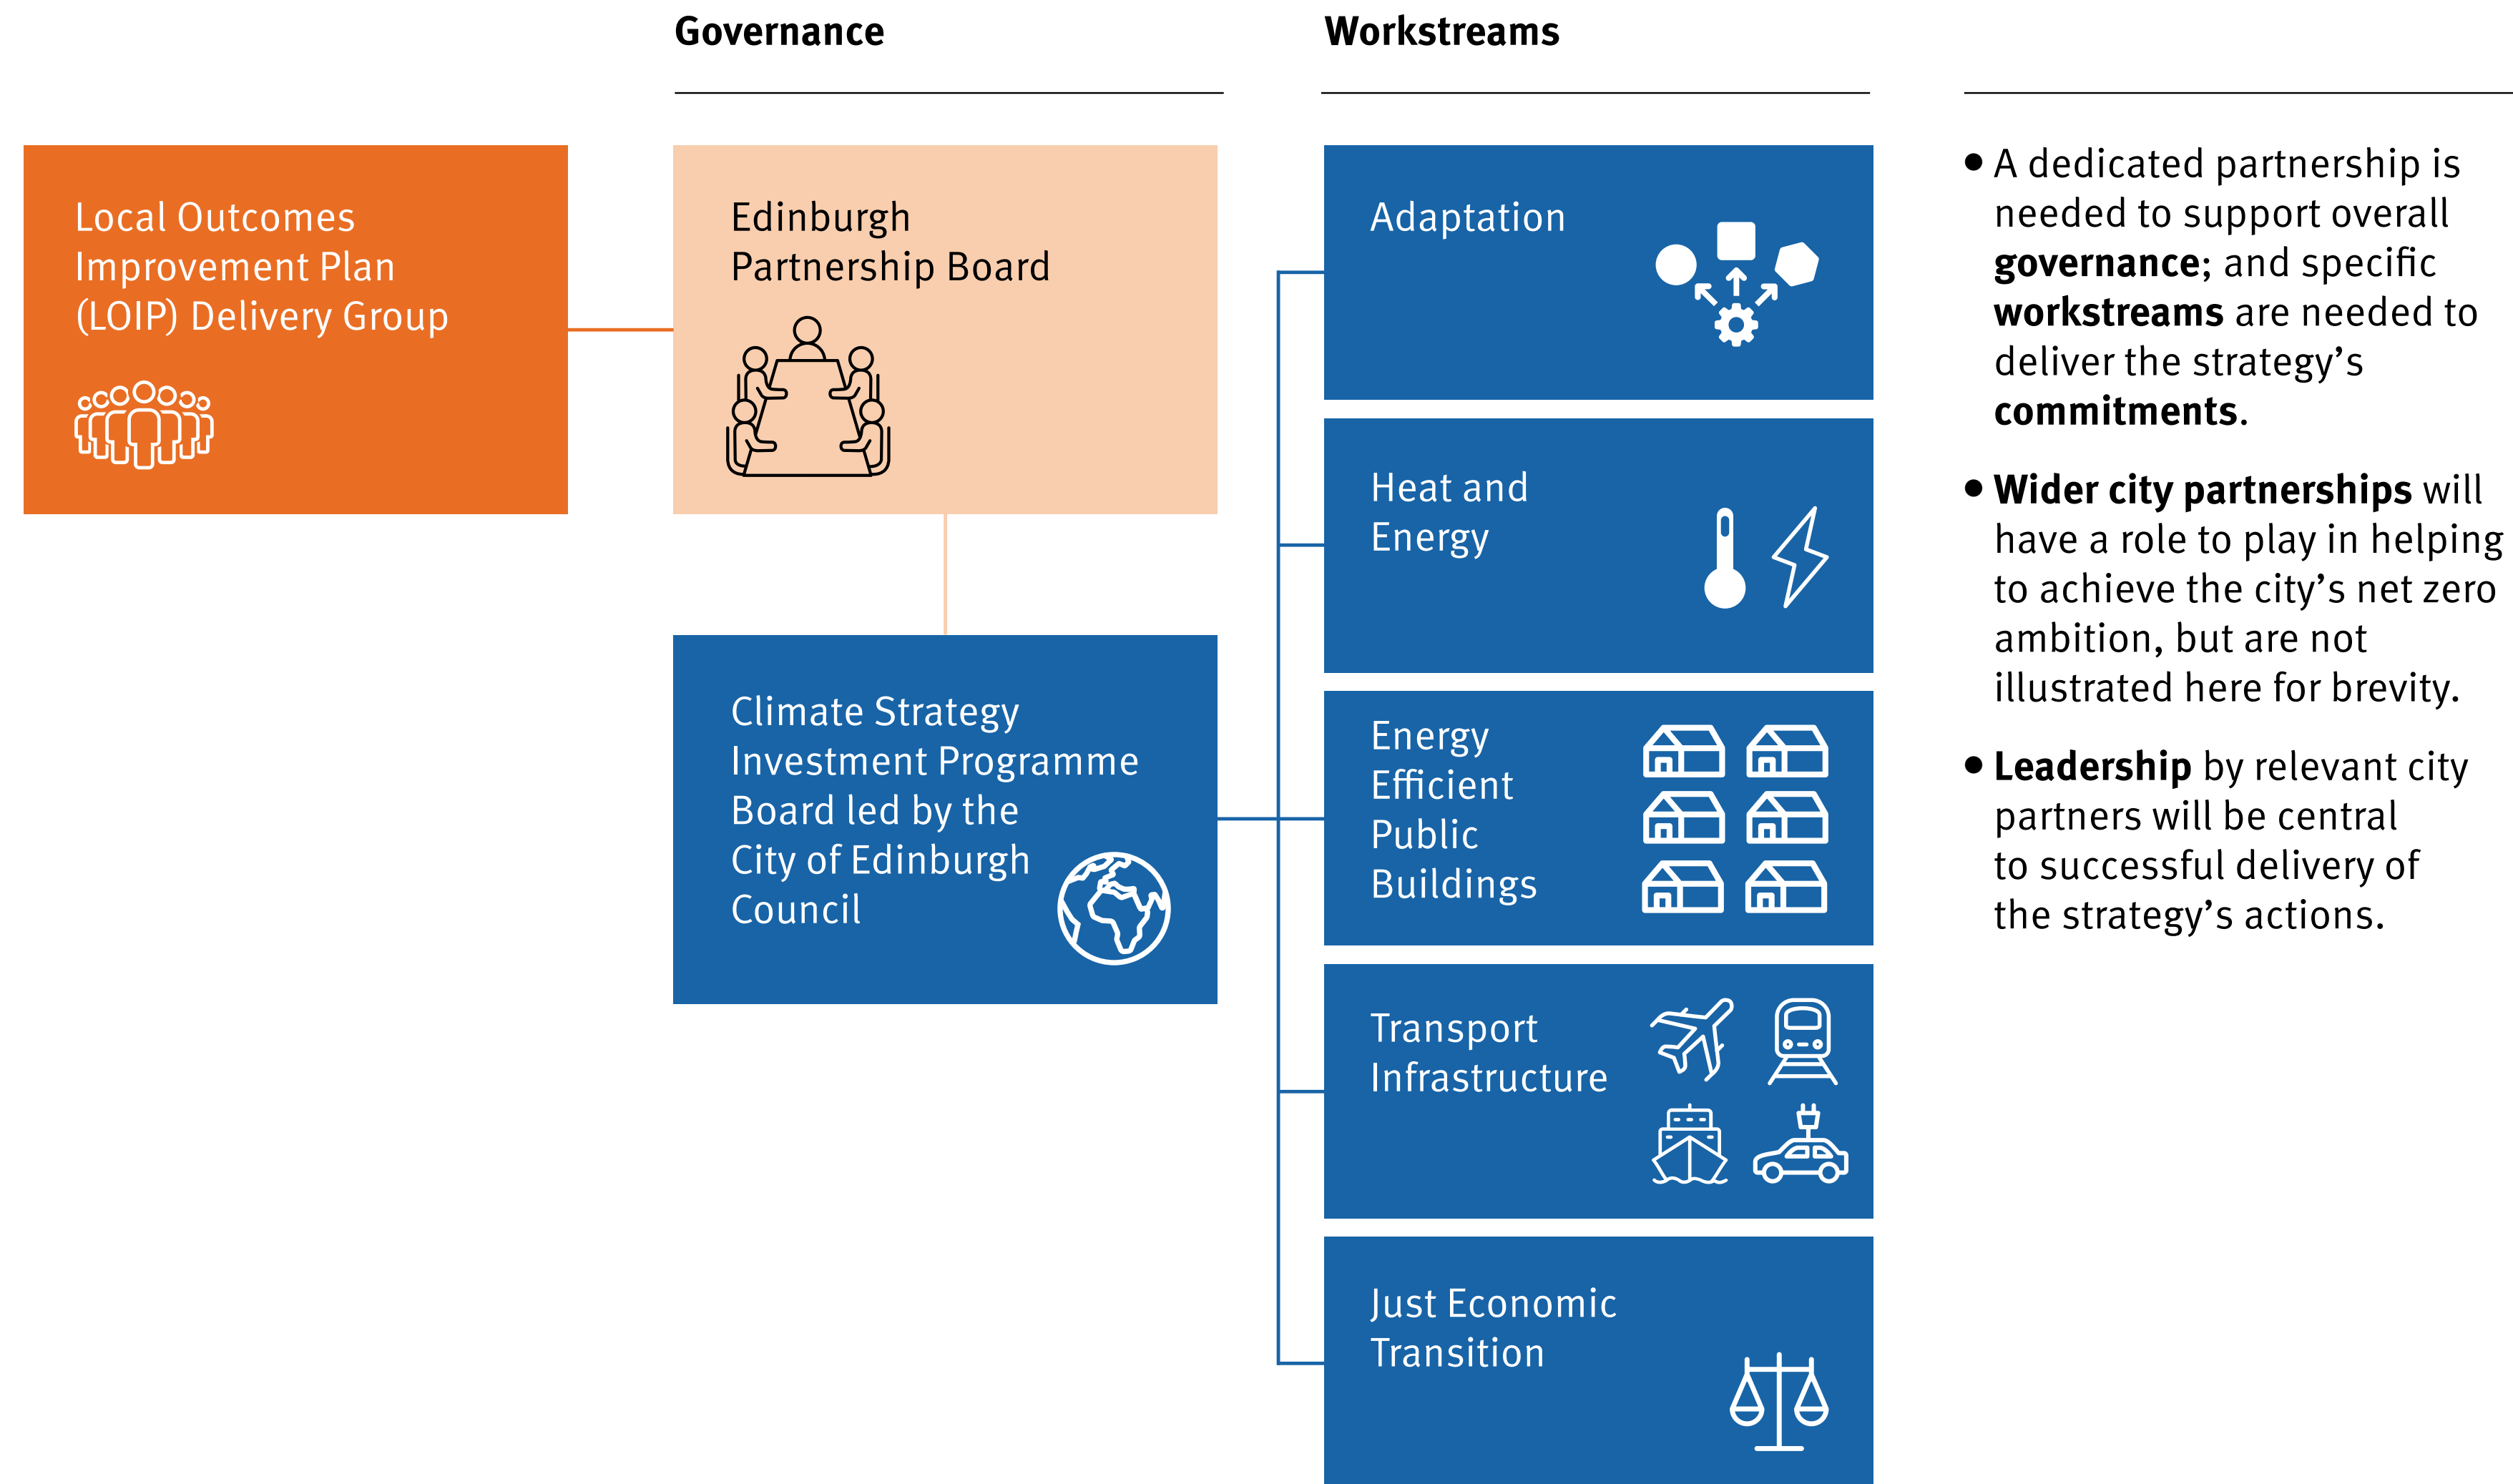 Governance
Workstreams
Local Outcomes
Improvement Plan
(LOIP) Delivery Group
Edinburgh
Partnership Board
Climate Strategy
Investment Programme
Board led by the
City of Edinburgh
Council
Adaptation
Heat and
Energy
Energy
Efficient
Public
Buildings
Transport
Infrastructure
Just Economic
Transition
• A dedicated partnership is
needed to support overall
governance; and specific
workstreams are needed to
deliver the strategy’s
commitments.
• Wider city partnerships will
have a role to play in helping
to achieve the city’s net zero
ambition, but are not
illustrated here for brevity.
• Leadership by relevant city
partners will be central
to successful delivery of
the strategy’s actions.